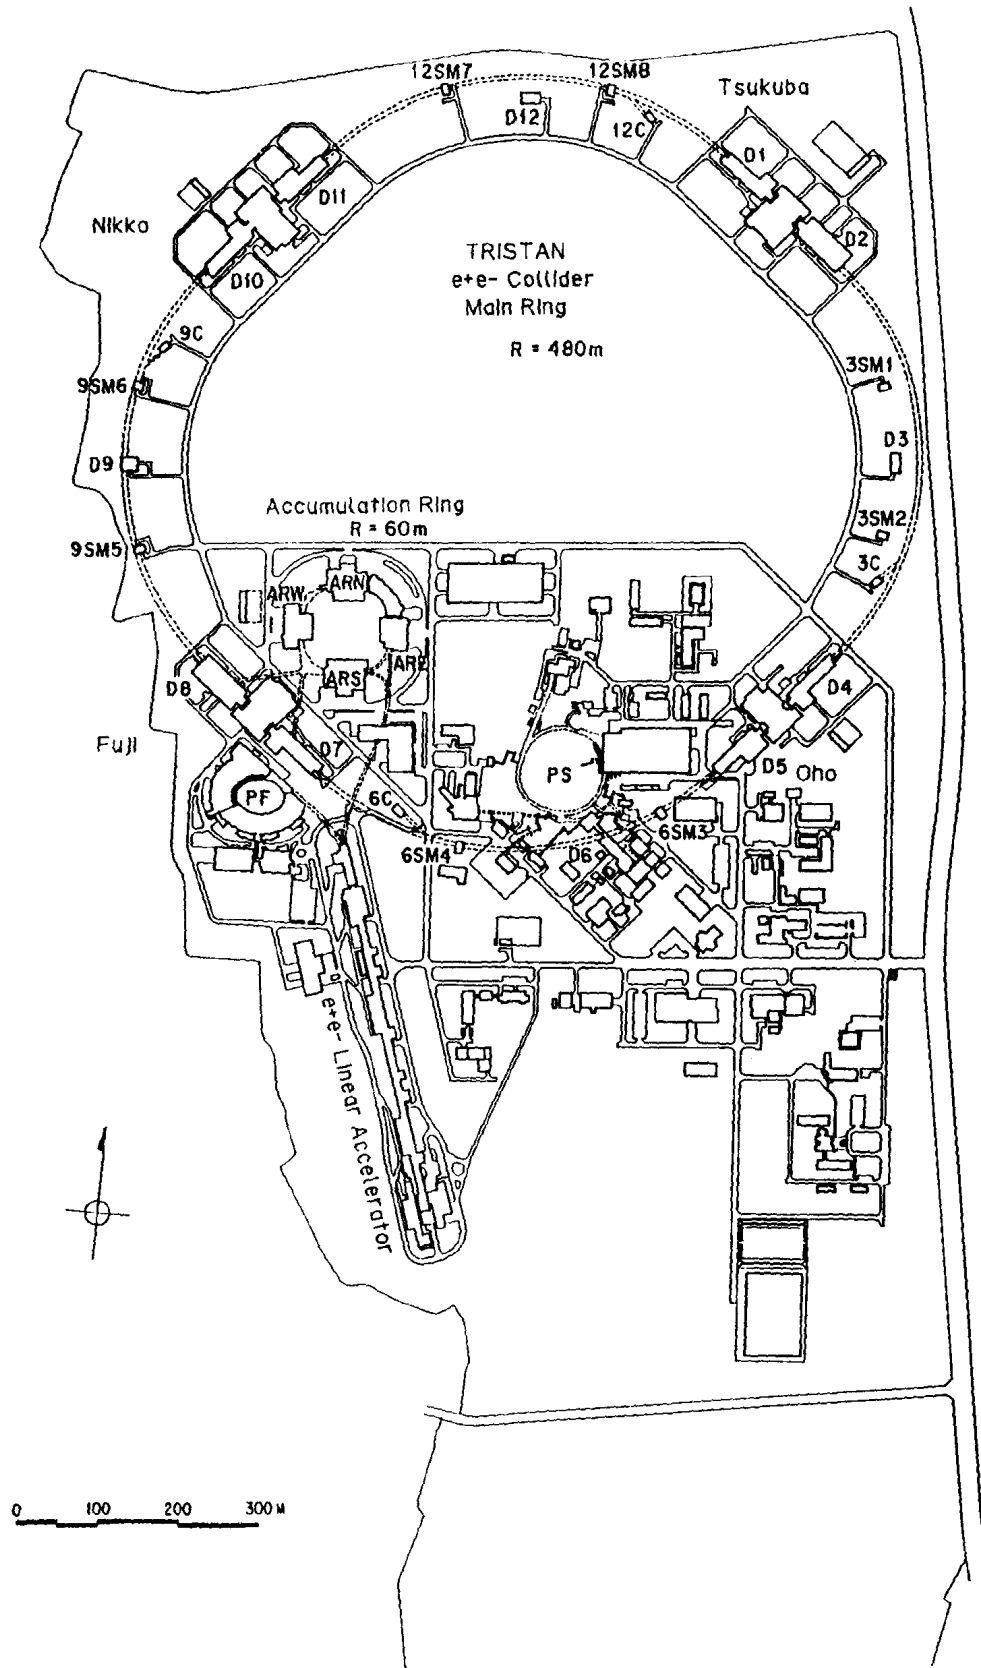 12SM7
12SM8
Tsukuba
D12
12C
D1
D11
Nikko
D2
TRISTAN
e+e- Collider
Main Ring
D10
9C
R = 480m
9SM6
3SM1
D9
D3
Accumulation Ring
R = 60m
3SM2
9SM5
3C
ARW
ARN
ARE
ARS
D8
D4
Fuji
D7
D5
Oho
PS
PF
6C
6SM3
6SM4
D6
e+e- Linear Accelerator
0 100 200 300 M